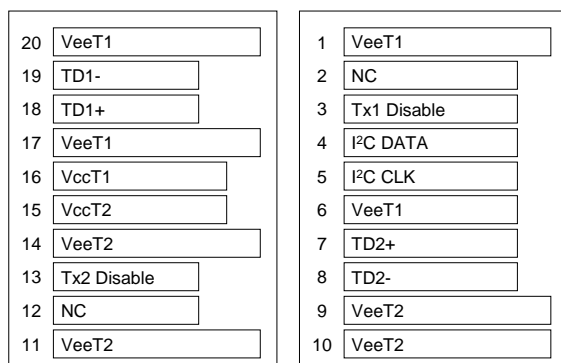 20 VeeT1
19 TD1-
18 TD1+
17 VeeT1
16 VccT1
15 VccT2
14 VeeT2
13 Tx2 Disable
12 NC
11 VeeT2
1 VeeT1
2 NC
3 Tx1 Disable
4 I²C DATA
5 I²C CLK
6 VeeT1
7 TD2+
8 TD2-
9 VeeT2
10 VeeT2